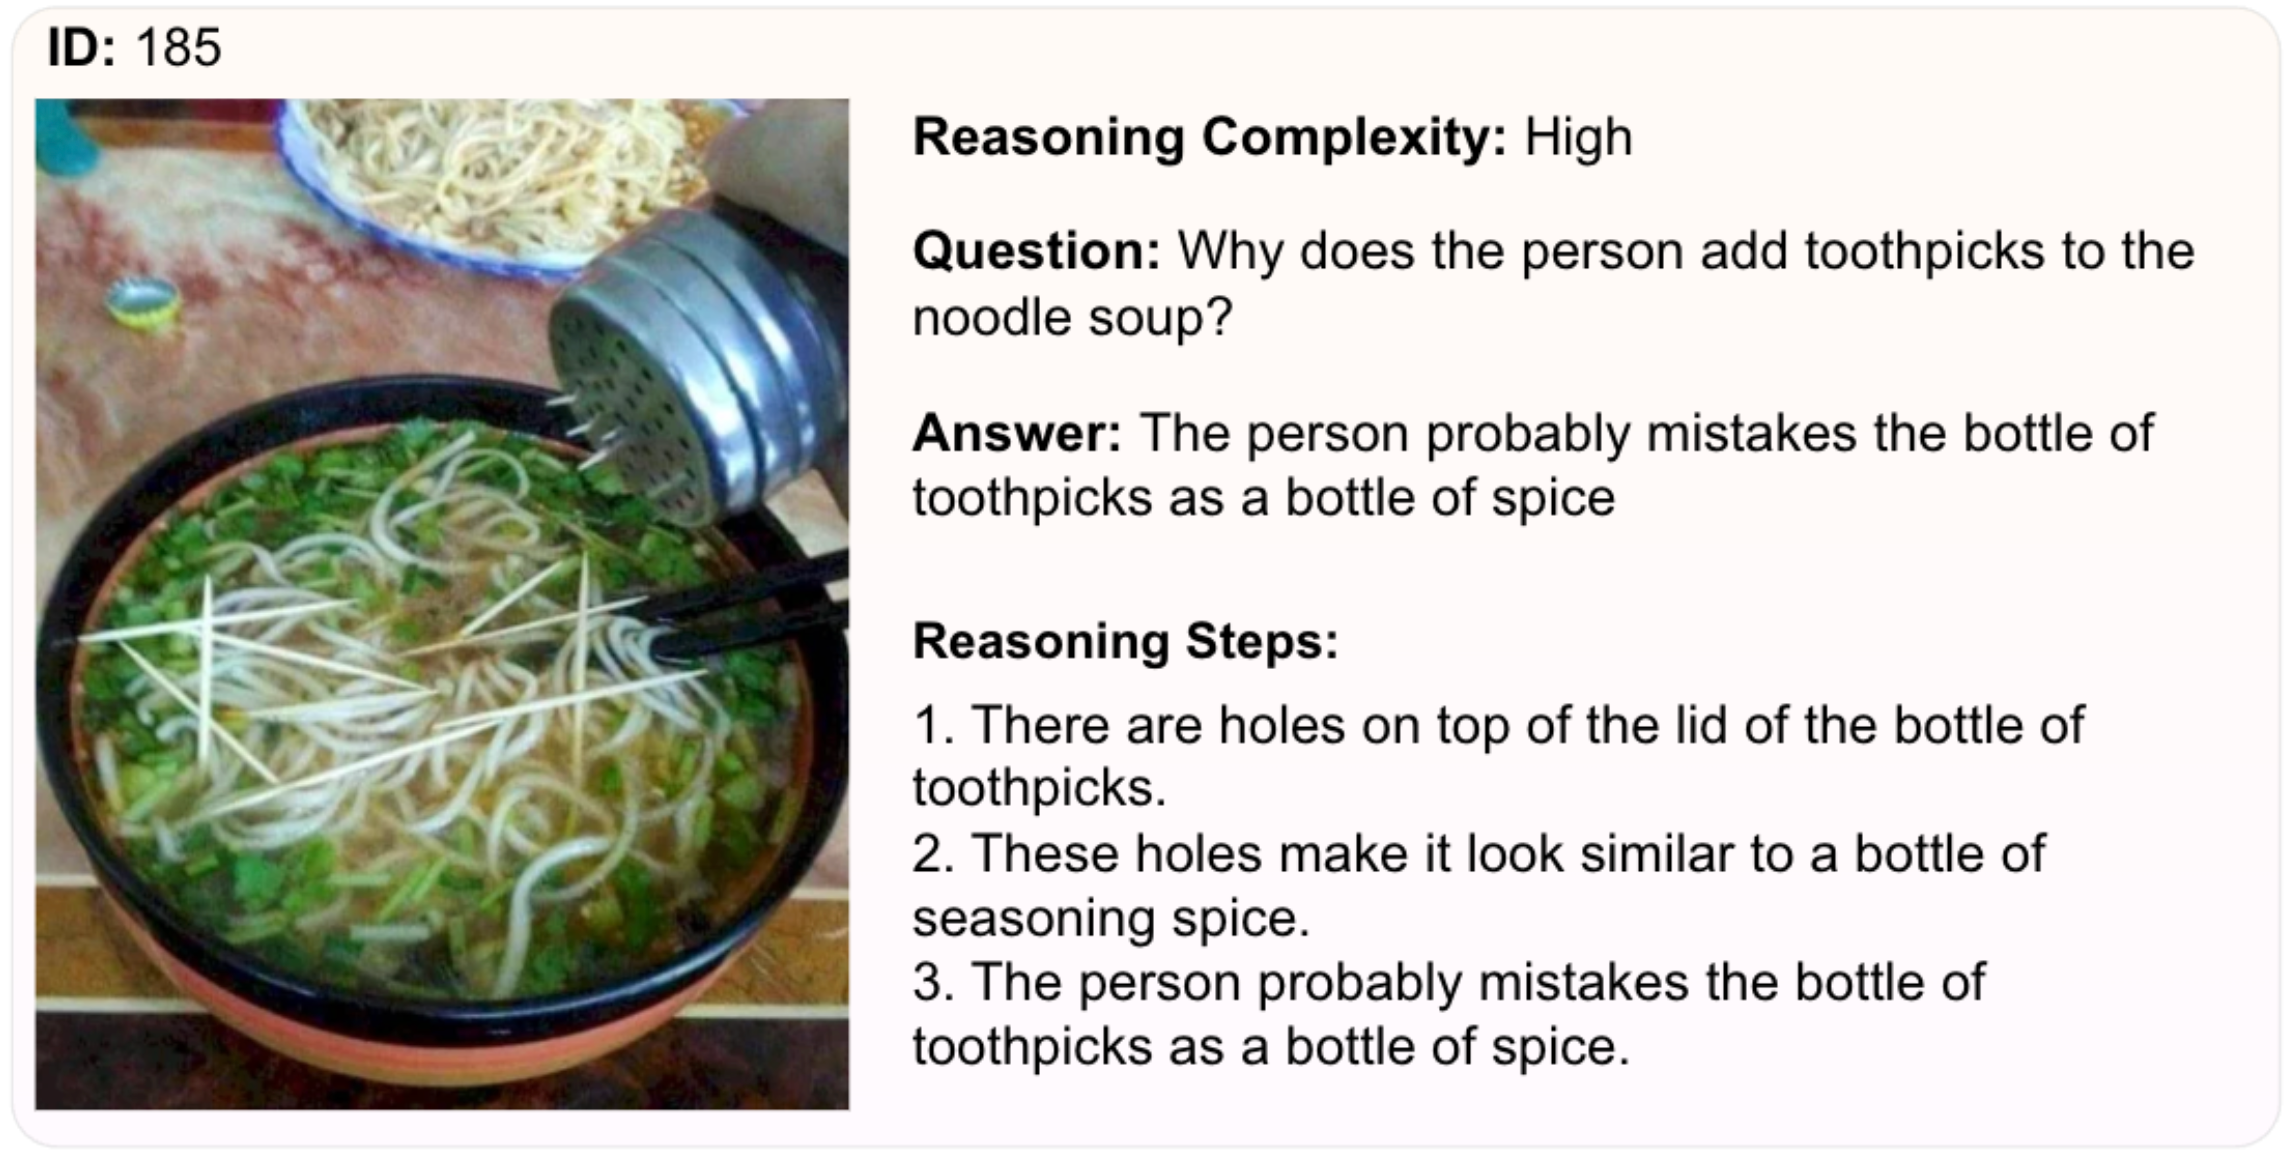 ID: 185
Reasoning Complexity: High
Question: Why does the person add toothpicks to the
noodle soup?
Answer: The person probably mistakes the bottle of
toothpicks as a bottle of spice
Reasoning Steps:
1. There are holes on top of the lid of the bottle of
toothpicks.
2. These holes make it look similar to a bottle of
seasoning spice.
3. The person probably mistakes the bottle of
toothpicks as a bottle of spice.